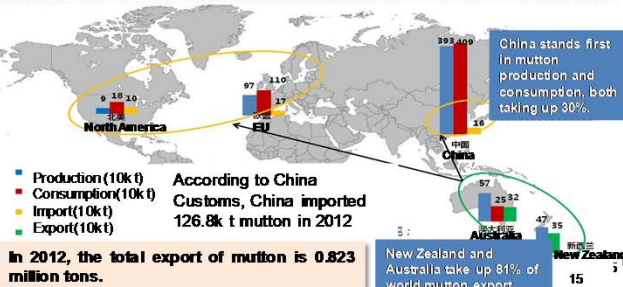 393 409
China stands first
in mutton
production and
consumption, both
taking up 30%.
97 110
17
9 18 10
北美
North America
欧盟
EU
16
中国
China
Production(10k t)
Consumption(10k t)
Import(10k t)
Export(10k t)
According to China
Customs, China imported
126.8k t mutton in 2012
57
25 32
澳大利亚
Australia
47
35
新西兰
New Zealand
In 2012, the total export of mutton is 0.823
million tons.
New Zealand and
Australia take up 81% of
world mutton export
15